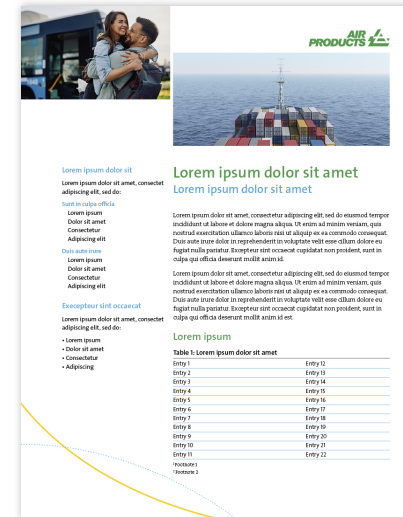 AIR
PRODUCTS
Lorem ipsum dolor sit
Lorem ipsum dolor sit amet, consectet
adipiscing elit, sed do:
Sunt in culpa officia
Lorem ipsum
Dolor sit amet
Consectetur
Adipiscing elit
Duis aute irure
Lorem ipsum
Dolor sit amet
Consectetur
Adipiscing elit
Execepteur sint occaecat
Lorem ipsum dolor sit amet, consectet
adipiscing elit, sed do:
• Lorem ipsum
• Dolor sit amet
• Consectetur
• Adipiscing
Lorem ipsum dolor sit amet
Lorem ipsum dolor sit amet
Lorem ipsum dolor sit amet, consectetur adipiscing elit, sed do eiusmod tempor
incididunt ut labore et dolore magna aliqua. Ut enim ad minim veniam, quis
nostrud exercitation ullamco laboris nisi ut aliquip ex ea commodo consequat.
Duis aute irure dolor in reprehenderit in voluptate velit esse cillum dolore eu
fugiat nulla pariatur. Excepteur sint occaecat cupidatat non proident, sunt in
culpa qui officia deserunt mollit anim id.
Lorem ipsum dolor sit amet, consectetur adipiscing elit, sed do eiusmod tempor
incididunt ut labore et dolore magna aliqua. Ut enim ad minim veniam, quis
nostrud exercitation ullamco laboris nisi ut aliquip ex ea commodo consequat.
Duis aute irure dolor in reprehenderit in voluptate velit esse cillum dolore eu
fugiat nulla pariatur. Excepteur sint occaecat cupidatat non proident, sunt in
culpa qui officia deserunt mollit anim id est.
Lorem ipsum
Table 1: Lorem ipsum dolor sit amet
Entry 1 Entry 12
Entry 2 Entry 13
Entry 3 Entry 14
Entry 4 Entry 15
Entry 5 Entry 16
Entry 6 Entry 17
Entry 7 Entry 18
Entry 8 Entry 19
Entry 9 Entry 20
Entry 10 Entry 21
Entry 11 Entry 22
¹ Footnote 1
² Footnote 2